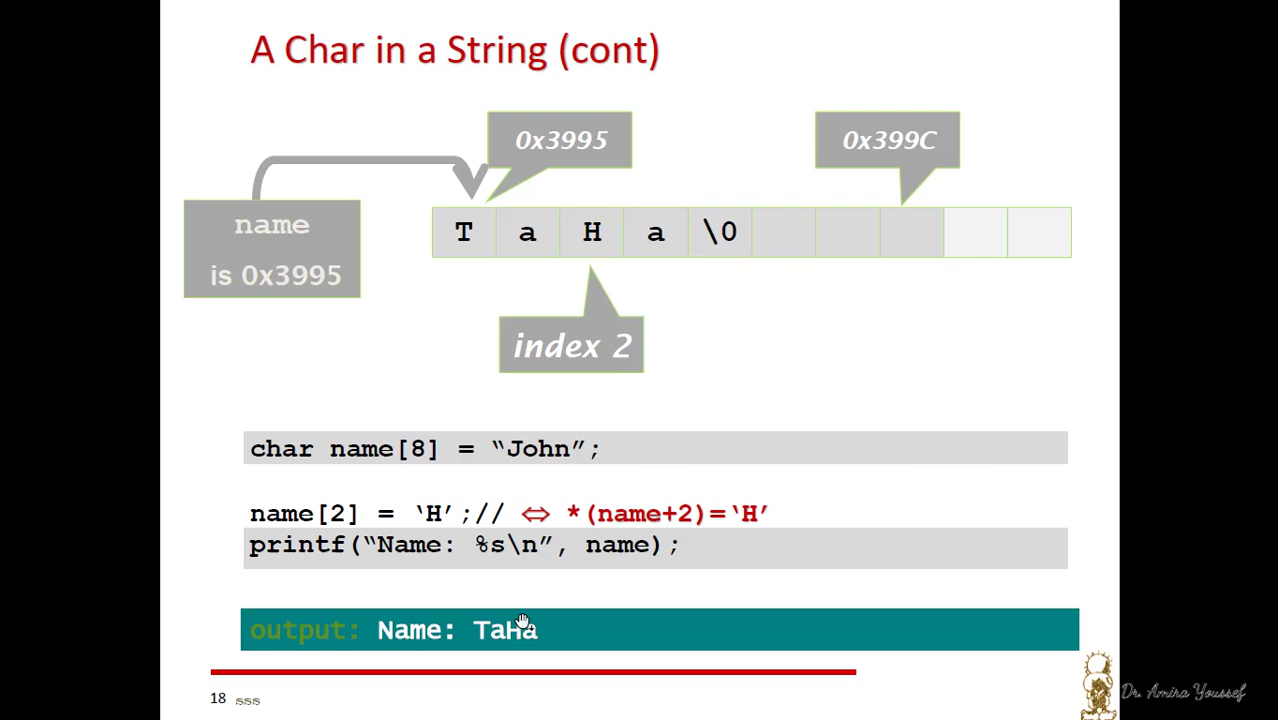 A Char in a String (cont)
0x3995
0x399C
name
is 0x3995
T a H a \0
index 2
char name[8] = “John”;
name[2] = ‘H’;// ⇔ *(name+2)=‘H’
printf(“Name: %s\n”, name);
output: Name: TaHa
18 sss
Dr. Amira Youssef